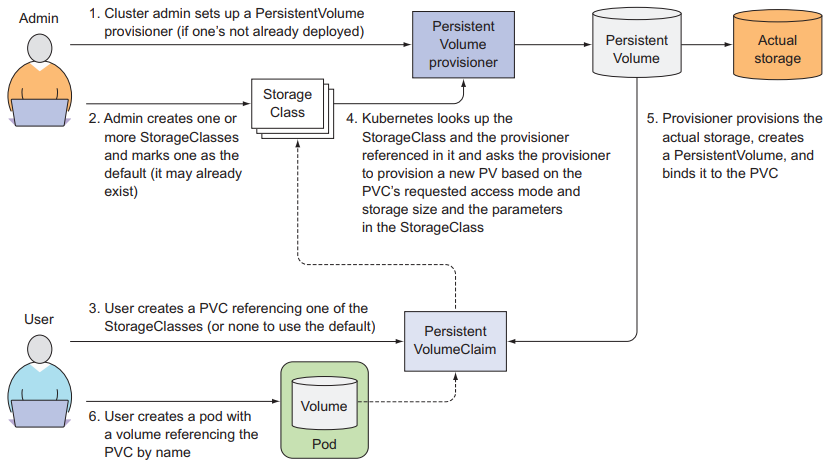 Admin
1. Cluster admin sets up a PersistentVolume
provisioner (if one's not already deployed)
Persistent
Volume
provisioner
Persistent
Volume
Actual
storage
Storage
Class
2. Admin creates one or
more StorageClasses
and marks one as the
default (it may already
exist)
4. Kubernetes looks up the
StorageClass and the provisioner
referenced in it and asks the provisioner
to provision a new PV based on the
PVC's requested access mode and
storage size and the parameters
in the StorageClass
5. Provisioner provisions the
actual storage, creates
a PersistentVolume, and
binds it to the PVC
User
3. User creates a PVC referencing one of the
StorageClasses (or none to use the default)
Persistent
VolumeClaim
6. User creates a pod with
a volume referencing the
PVC by name
Volume
Pod